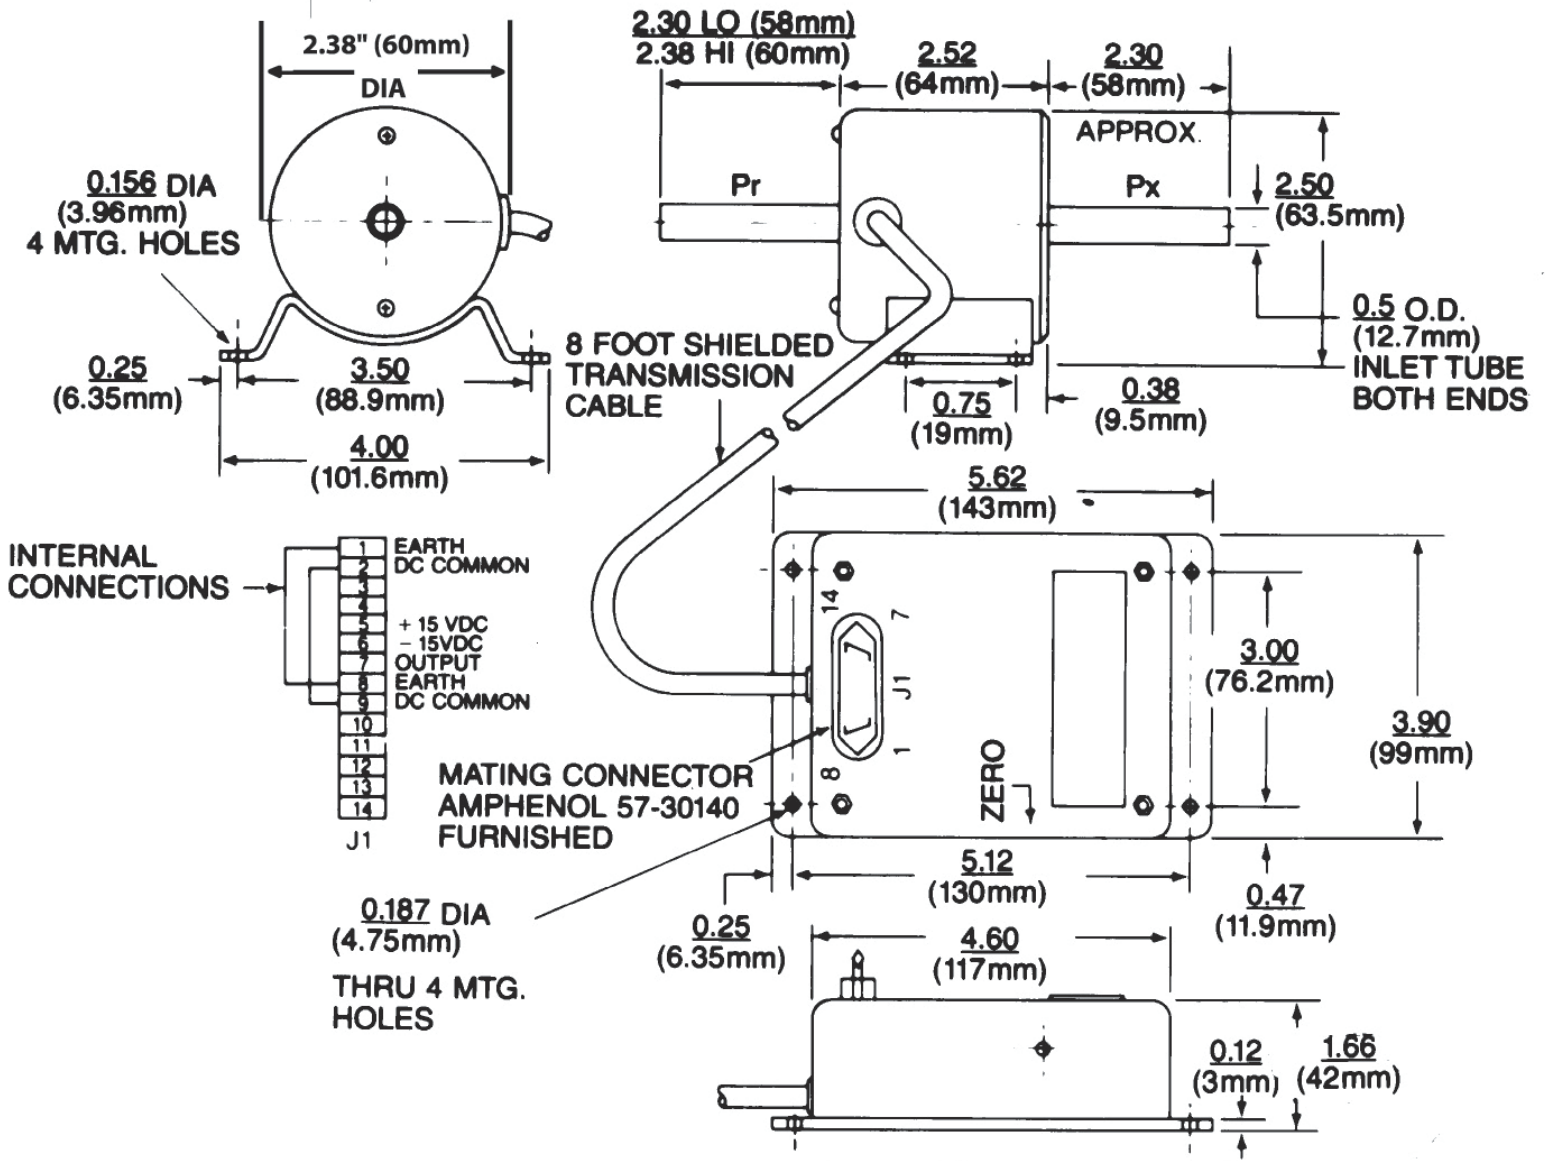 2.38" (60mm)
DIA
0.156 DIA
(3.96mm)
4 MTG. HOLES
0.25
(6.35mm)
3.50
(88.9mm)
4.00
(101.6mm)
2.30 LO (58mm)
2.38 HI (60mm)
2.52
(64mm)
2.30
(58mm)
APPROX.
Pr
Px
2.50
(63.5mm)
0.5 O.D.
(12.7mm)
INLET TUBE
BOTH ENDS
8 FOOT SHIELDED
TRANSMISSION
CABLE
0.75
(19mm)
0.38
(9.5mm)
INTERNAL
CONNECTIONS
1 EARTH
2 DC COMMON
3
4
5 + 15 VDC
6 - 15VDC
7 OUTPUT
8 EARTH
9 DC COMMON
10
11
12
13
14
J1
5.62
(143mm)
14
7
J1
1
8
ZERO
3.00
(76.2mm)
3.90
(99mm)
MATING CONNECTOR
AMPHENOL 57-30140
FURNISHED
0.187 DIA
(4.75mm)
THRU 4 MTG.
HOLES
0.25
(6.35mm)
5.12
(130mm)
0.47
(11.9mm)
4.60
(117mm)
0.12
(3mm)
1.66
(42mm)